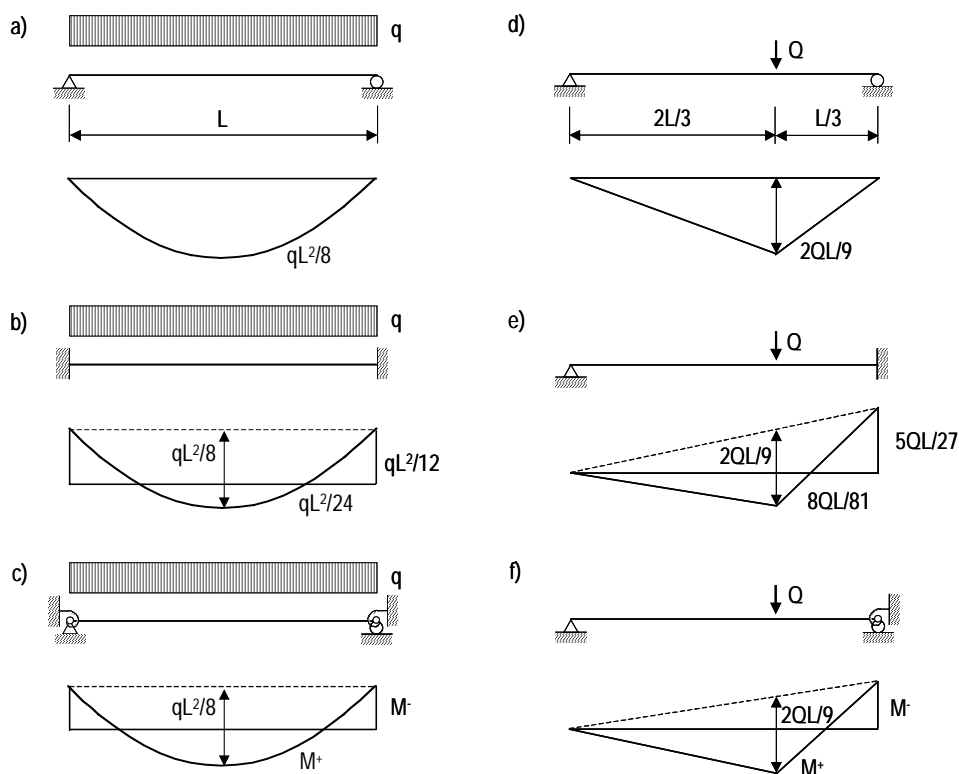 a)
q
L
qL²/8
b)
q
qL²/8
qL²/12
qL²/24
c)
q
qL²/8
M⁻
M⁺
d)
Q
2L/3
L/3
2QL/9
e)
Q
2QL/9
5QL/27
8QL/81
f)
Q
2QL/9
M⁻
M⁺